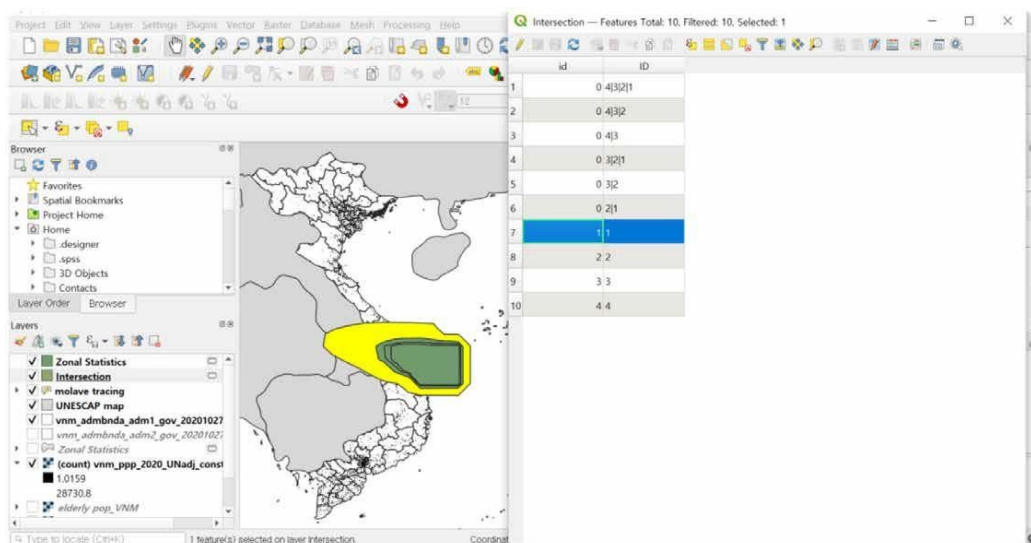 Project Edit View Layer Settings Plugins Vector Raster Database Mesh Processing Help
12
Browser
Favorites
Spatial Bookmarks
Project Home
Home
.designer
.spss
3D Objects
Contacts
Layer Order Browser
Layers
Zonal Statistics
Intersection
molave tracing
UNESCAP map
vnm_admbnda_adm1_gov_20201027
vnm_admbnda_adm2_gov_20201027
Zonal Statistics
(count) vnm_ppp_2020_UNadj_const
1.0159
28730.8
elderly pop_VNM
Type to locate (Ctrl+K) 1 feature(s) selected on layer Intersection. Coordinat
Intersection — Features Total: 10, Filtered: 10, Selected: 1
id ID
1 0 4|3|2|1
2 0 4|3|2
3 0 4|3
4 0 3|2|1
5 0 3|2
6 0 2|1
7 1 1
8 2 2
9 3 3
10 4 4